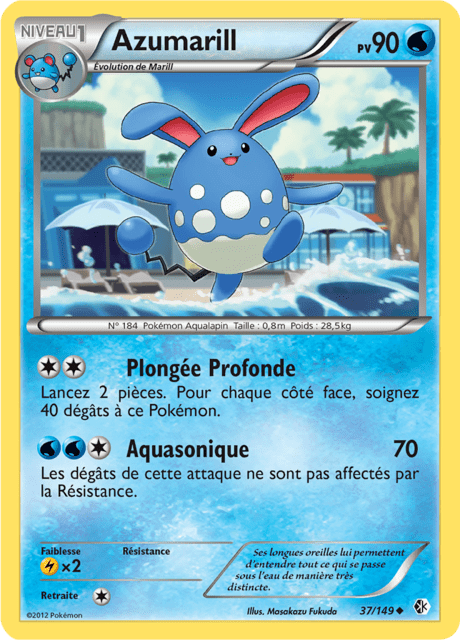 NIVEAU 1
Azumarill
PV 90
Évolution de Marill
N° 184 Pokémon Aqualapin Taille : 0,8m Poids : 28,5kg
Plongée Profonde
Lancez 2 pièces. Pour chaque côté face, soignez
40 dégâts à ce Pokémon.
Aquasonique 70
Les dégâts de cette attaque ne sont pas affectés par
la Résistance.
Faiblesse Résistance
×2
Retraite
Ses longues oreilles lui permettent
d'entendre tout ce qui se passe
sous l'eau de manière très
distincte.
©2012 Pokémon
Illus. Masakazu Fukuda 37/149